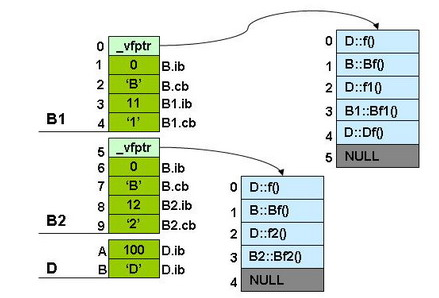 0 _vfptr
1 0 B.ib
2 ‘B’ B.cb
3 11 B1.ib
B1 4 ‘1’ B1.cb
5 _vfptr
6 0 B.ib
7 ‘B’ B.cb
8 12 B2.ib
B2 9 ‘2’ B2.cb
A 100 D.ib
D B ‘D’ D.ib
0 D::f()
1 B::Bf()
2 D::f1()
3 B1::Bf1()
4 D::Df()
5 NULL
0 D::f()
1 B::Bf()
2 D::f2()
3 B2::Bf2()
4 NULL